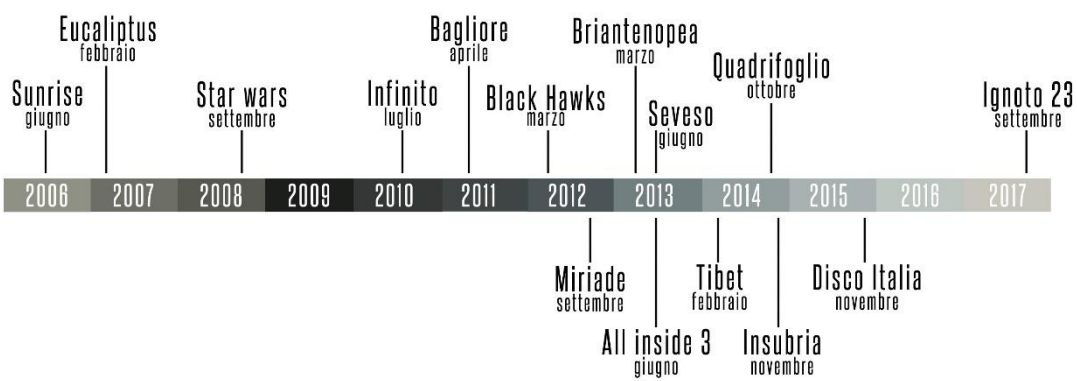 Eucaliptus
febbraio
Bagliore
aprile
Briantenopea
marzo
Quadrifoglio
ottobre
Sunrise
giugno
Star wars
settembre
Infinito
luglio
Black Hawks
marzo
Seveso
giugno
Ignoto 23
settembre
2006 2007 2008 2009 2010 2011 2012 2013 2014 2015 2016 2017
Miriade
settembre
Tibet
febbraio
Disco Italia
novembre
All inside 3
giugno
Insubria
novembre